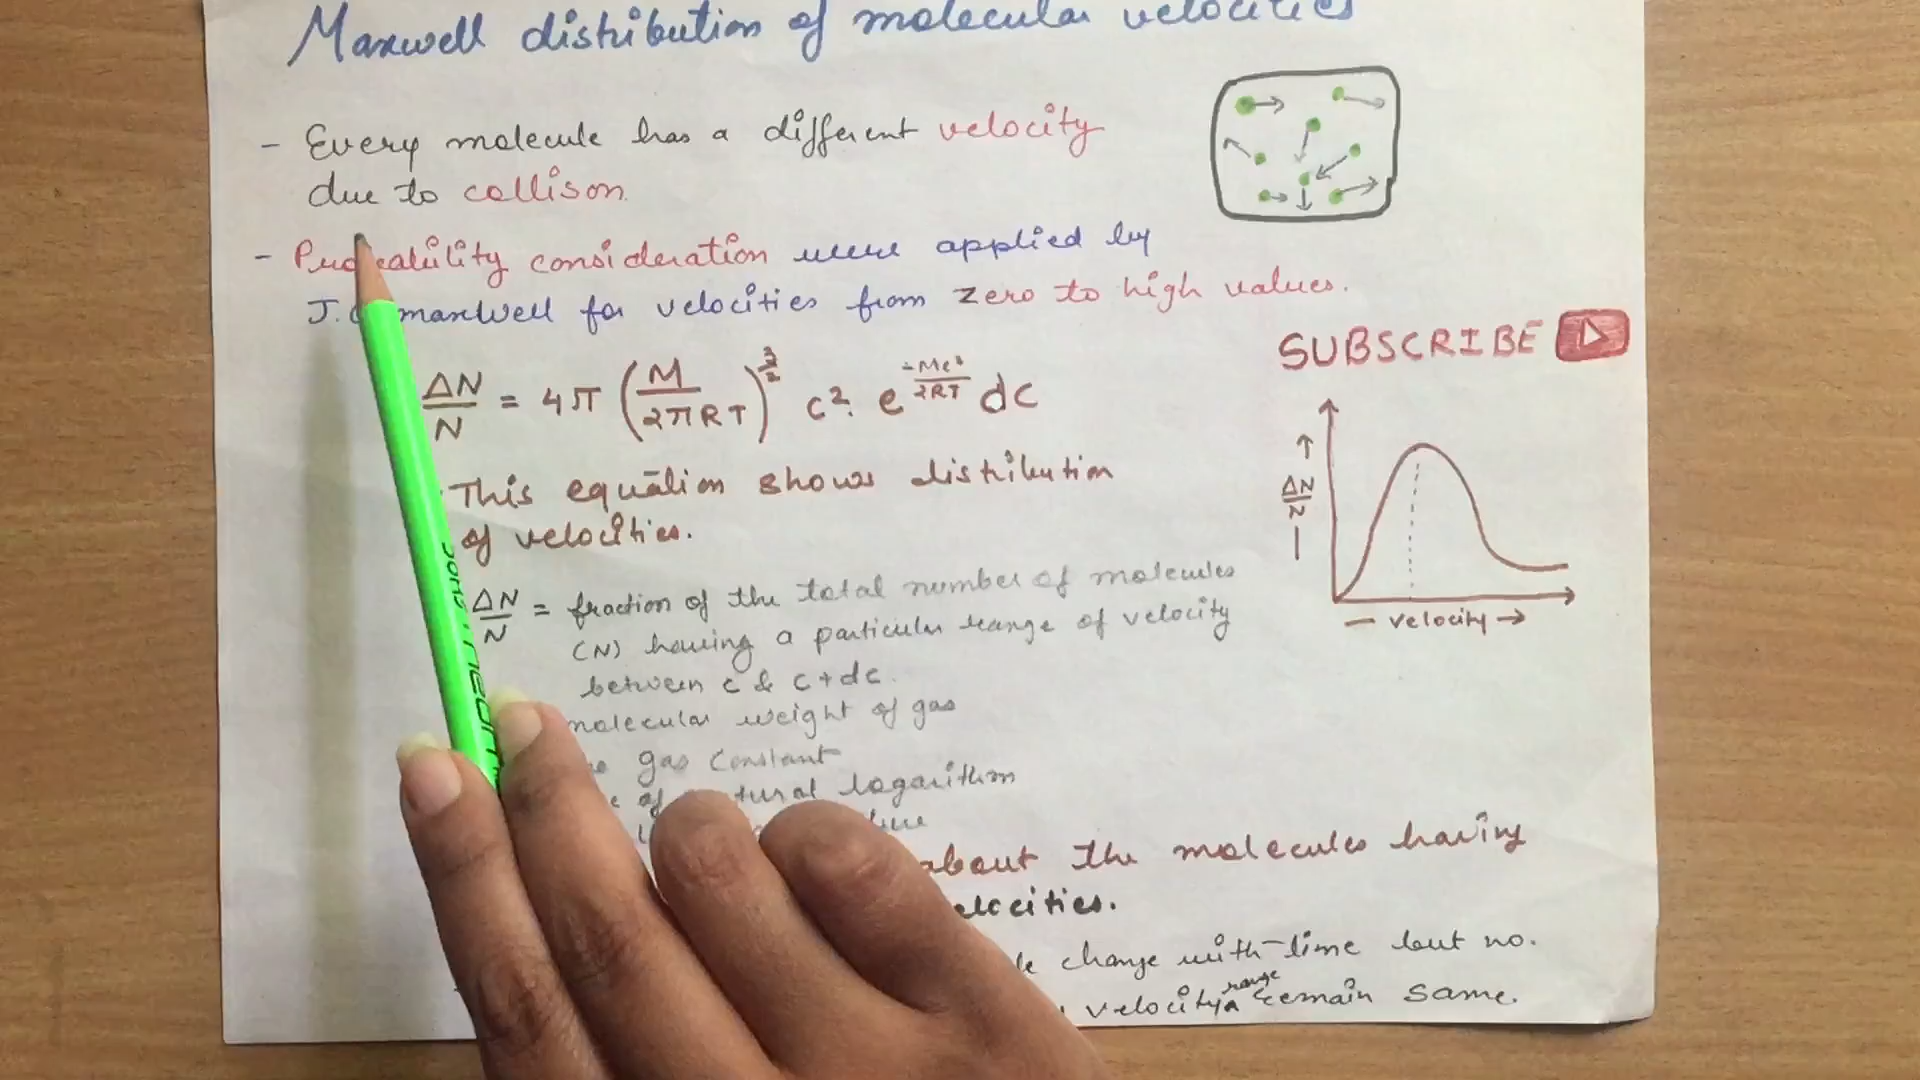 Maxwell distribution of molecular velocities
- Every molecule has a different velocity
due to collison.
- Probability consideration were applied by
J. maxwell for velocities from zero to high values.
ΔN/N = 4π (M/2πRT)^3/2 c². e^-Mc²/2RT dc
This equation shows distribution
of velocities.
ΔN/N = fraction of the total number of molecules
(N) having a particular range of velocity
between c & c+dc.
molecular weight of gas
gas constant
of natural logarithm
about the molecules having
velocities.
change with time but no.
velocity range remain same.
SUBSCRIBE
ΔN/N
velocity →